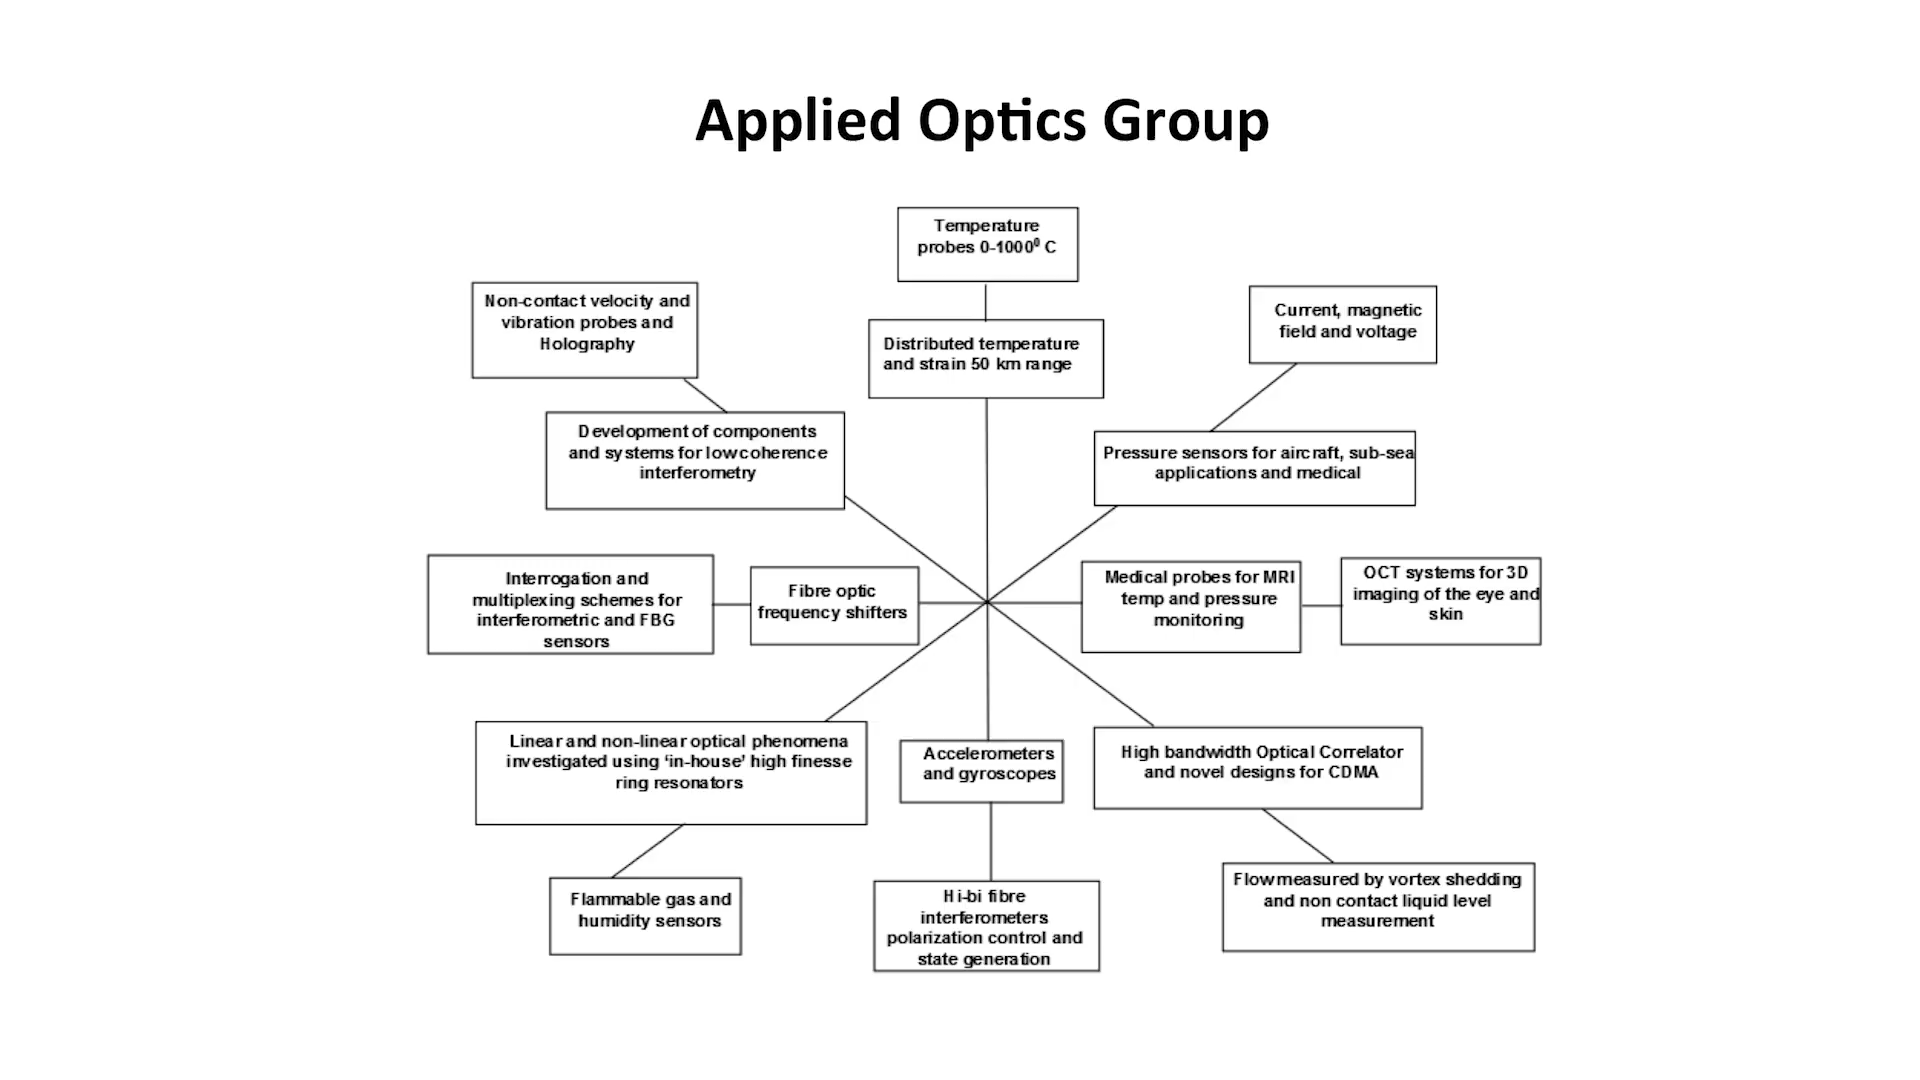 Applied Optics Group
Temperature
probes 0-1000⁰ C
Non-contact velocity and
vibration probes and
Holography
Current, magnetic
field and voltage
Distributed temperature
and strain 50 km range
Development of components
and systems for low coherence
interferometry
Pressure sensors for aircraft, sub-sea
applications and medical
Interrogation and
multiplexing schemes for
interferometric and FBG
sensors
Fibre optic
frequency shifters
Medical probes for MRI
temp and pressure
monitoring
OCT systems for 3D
imaging of the eye and
skin
Linear and non-linear optical phenomena
investigated using ‘in-house’ high finesse
ring resonators
Accelerometers
and gyroscopes
High bandwidth Optical Correlator
and novel designs for CDMA
Flammable gas and
humidity sensors
Hi-bi fibre
interferometers
polarization control and
state generation
Flow measured by vortex shedding
and non contact liquid level
measurement